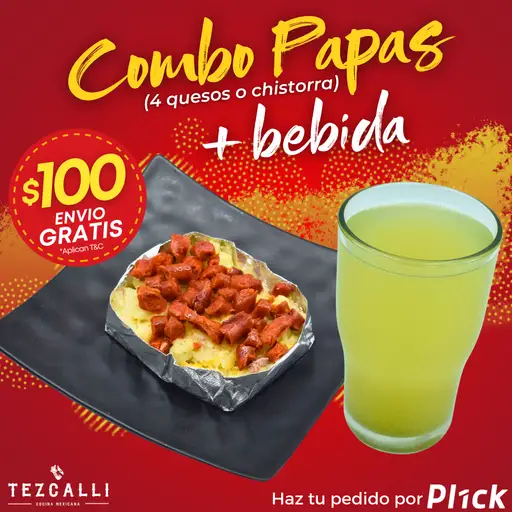 Combo Papas
(4 quesos o chistorra)
+ bebida
$100
ENVIO
GRATIS
*Aplican T&C
TEZCALLI
COCINA MEXICANA
Haz tu pedido por Pl1ck